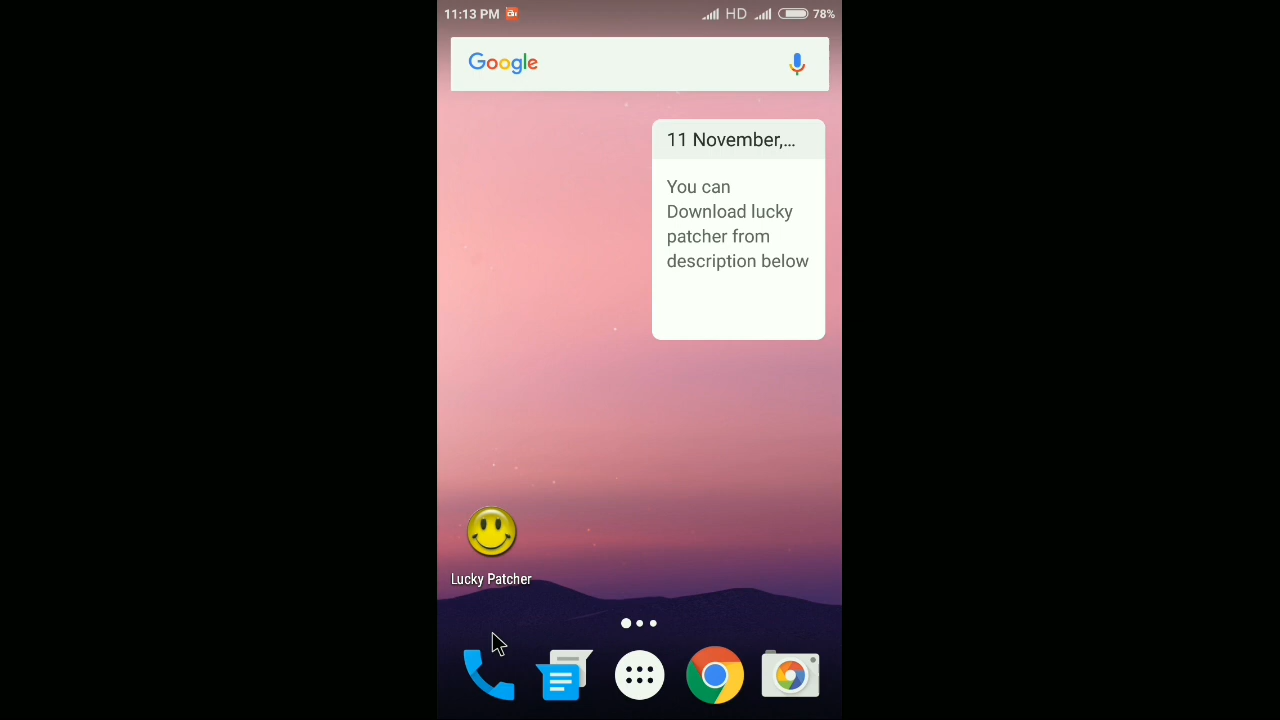 11:13 PM
HD
78%
Google
11 November,...
You can
Download lucky
patcher from
description below
Lucky Patcher